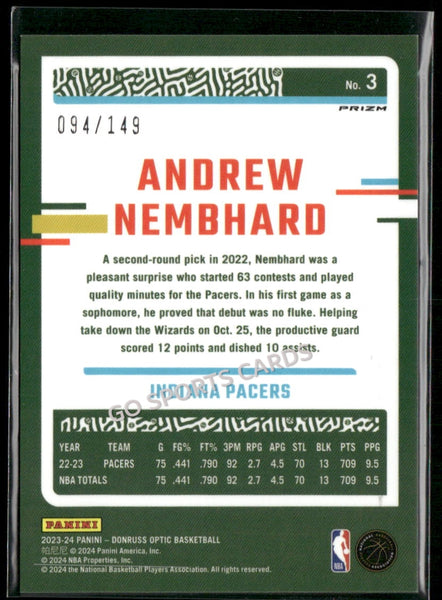 No. 3
PRIZM
094/149
ANDREW
NEMBHARD
A second-round pick in 2022, Nembhard was a
pleasant surprise who started 63 contests and played
quality minutes for the Pacers. In his first game as a
sophomore, he proved that debut was no fluke. Helping
take down the Wizards on Oct. 25, the productive guard
scored 12 points and dished 10 assists.
GO SPORTS CARDS
INDIANA PACERS
YEAR TEAM G FG% FT% 3PM RPG APG STL BLK PTS PPG
22-23 PACERS 75 .441 .790 92 2.7 4.5 70 13 709 9.5
NBA TOTALS 75 .441 .790 92 2.7 4.5 70 13 709 9.5
PANINI
2023-24 PANINI – DONRUSS OPTIC BASKETBALL
帕尼尼 © 2024 Panini America, Inc.
© 2024 NBA Properties, Inc.
© 2024 the National Basketball Players Association. All rights reserved.
NBA